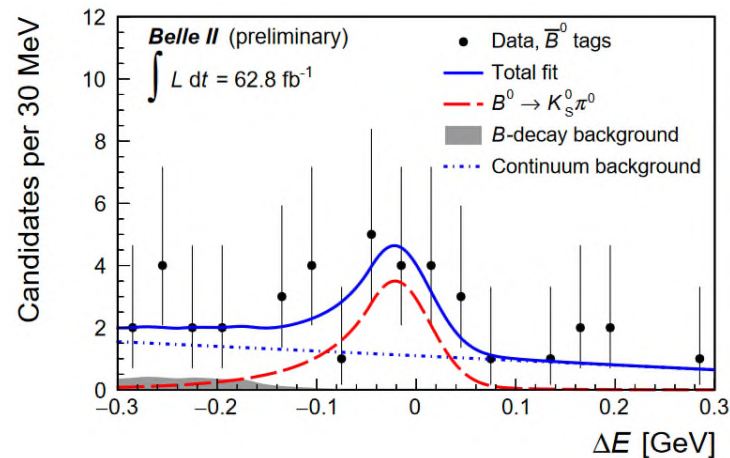 Candidates per 30 MeV
12
10
8
6
4
2
0
Belle II (preliminary)
∫ L dt = 62.8 fb⁻¹
Data, B̅⁰ tags
Total fit
B⁰ → K⁰ₛπ⁰
B-decay background
Continuum background
−0.3 −0.2 −0.1 0 0.1 0.2 0.3
ΔE [GeV]